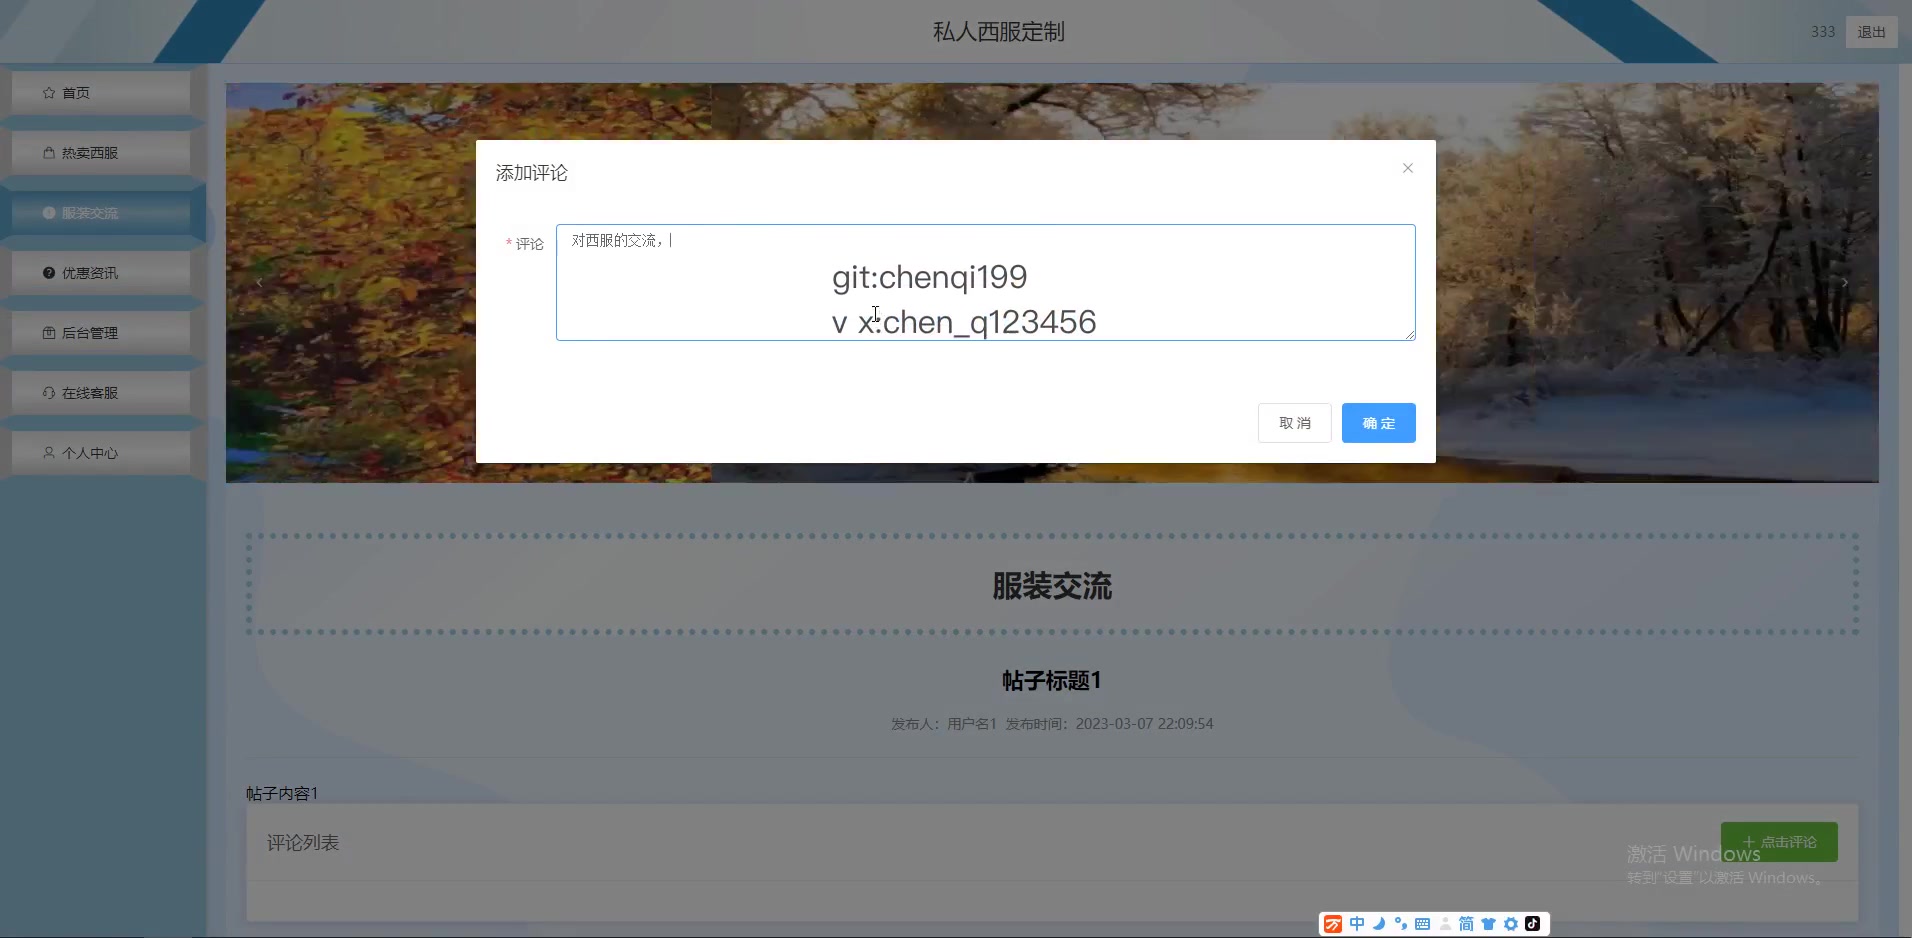 私人西服定制
333
退出
首页
热卖西服
服装交流
优惠资讯
后台管理
在线客服
个人中心
添加评论
* 评论
对西服的交流，
git:chenqi199
v x:chen_q123456
取消
确定
服装交流
帖子标题1
发布人：用户名1 发布时间：2023-03-07 22:09:54
帖子内容1
评论列表
+ 点击评论
激活 Windows
转到“设置”以激活 Windows。
中
简